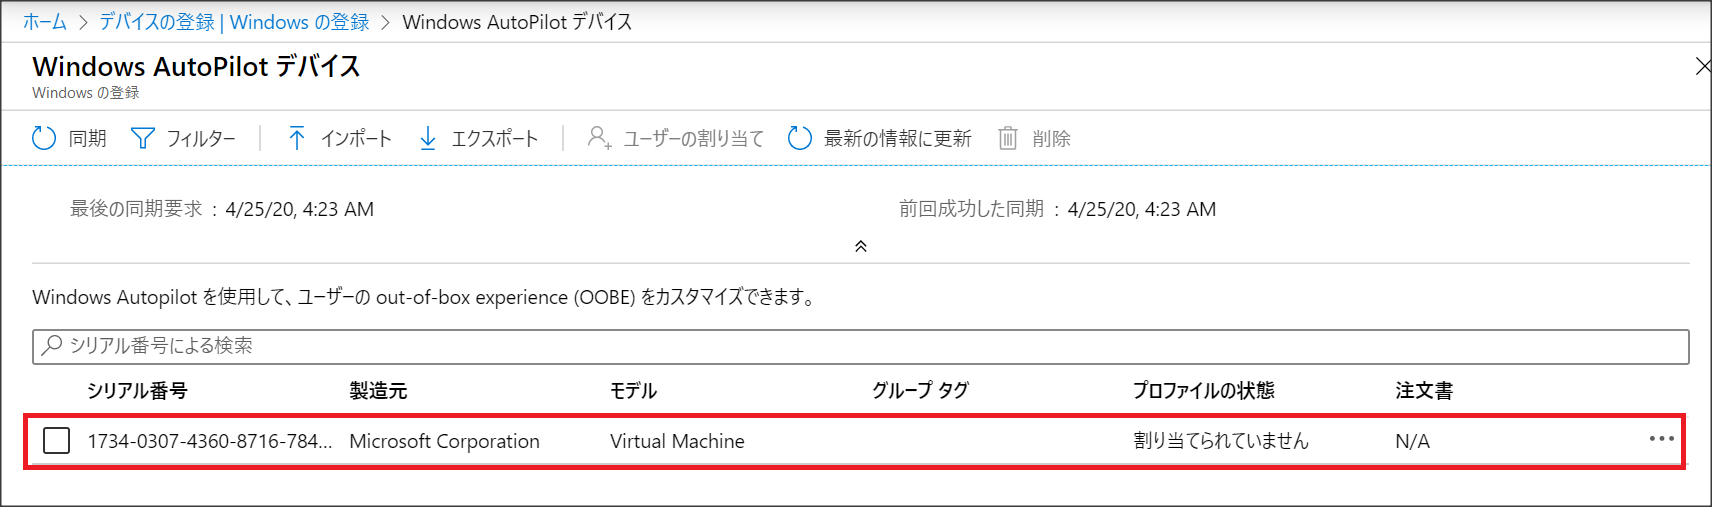 ホーム > デバイスの登録 | Windows の登録 > Windows AutoPilot デバイス
Windows AutoPilot デバイス
Windows の登録
同期 フィルター インポート エクスポート ユーザーの割り当て 最新の情報に更新 削除
最後の同期要求 : 4/25/20, 4:23 AM 前回成功した同期 : 4/25/20, 4:23 AM
Windows Autopilot を使用して、ユーザーの out-of-box experience (OOBE) をカスタマイズできます。
シリアル番号による検索
シリアル番号 製造元 モデル グループ タグ プロファイルの状態 注文書
1734-0307-4360-8716-784... Microsoft Corporation Virtual Machine 割り当てられていません N/A